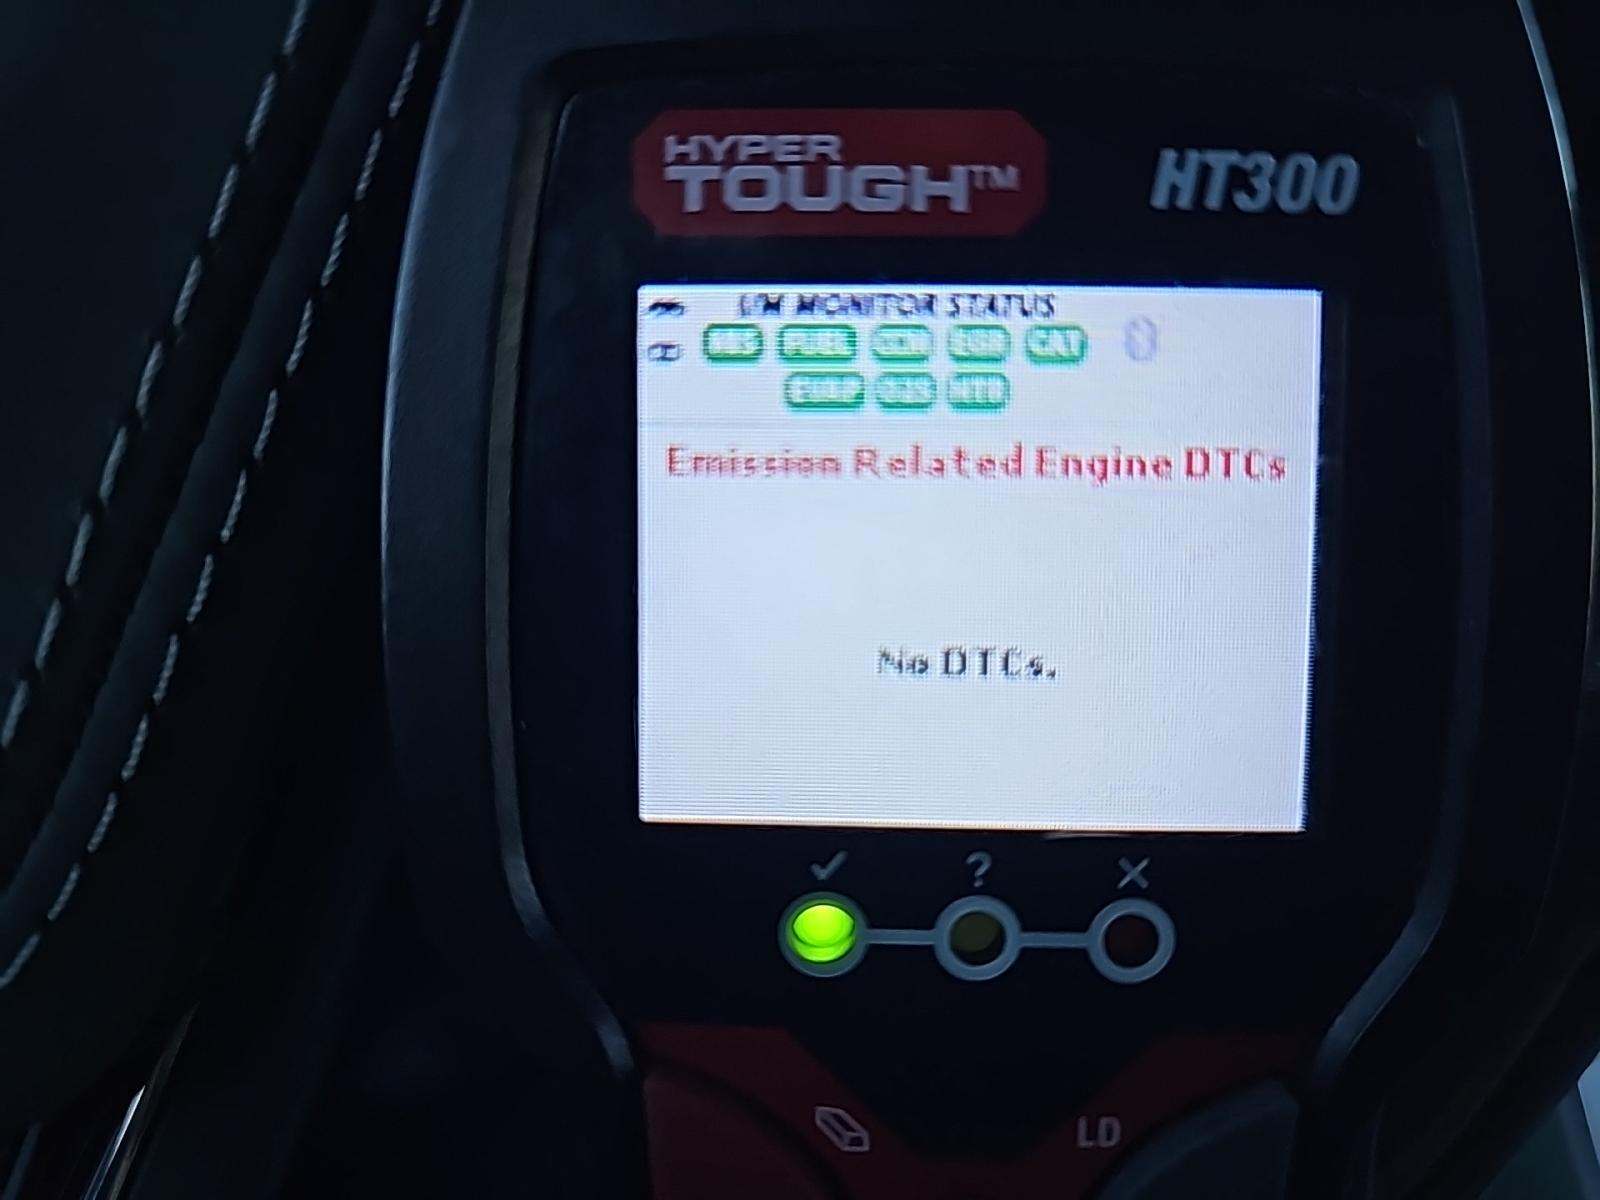 HYPER
TOUGH™
HT300
I/M MONITOR STATUS
MIS FUEL CCM EGR CAT 0
EVAP O2S HTR
Emission Related Engine DTCs
No DTCs.
✓ ? ✕
LD